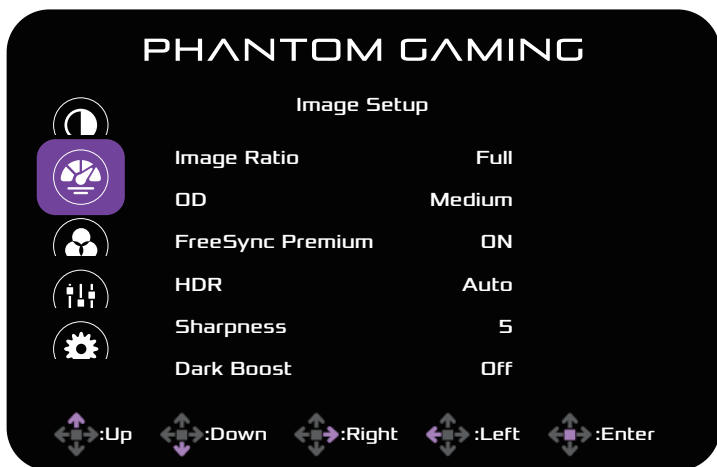 PHANTOM GAMING
Image Setup
Image Ratio Full
OD Medium
FreeSync Premium ON
HDR Auto
Sharpness 5
Dark Boost Off
:Up :Down :Right :Left :Enter